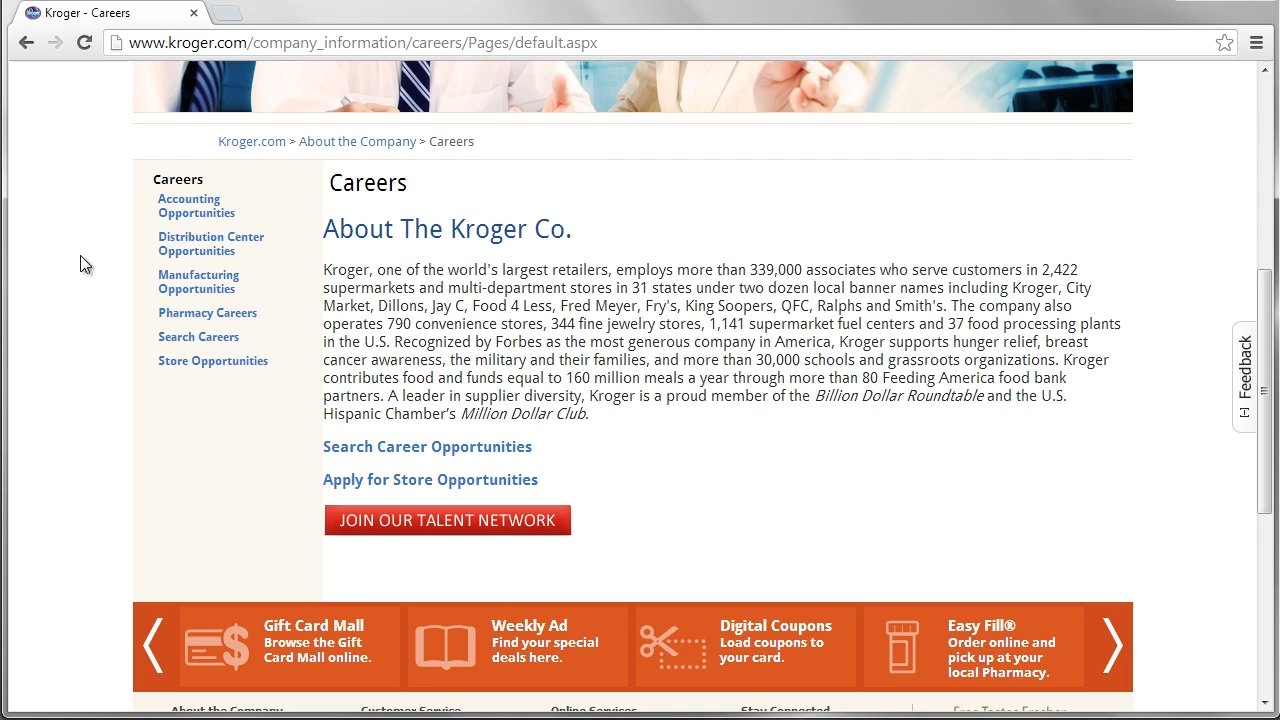 Kroger - Careers
www.kroger.com/company_information/careers/Pages/default.aspx
Kroger.com > About the Company > Careers
Careers
Accounting
Opportunities
Distribution Center
Opportunities
Manufacturing
Opportunities
Pharmacy Careers
Search Careers
Store Opportunities
Careers
About The Kroger Co.
Kroger, one of the world's largest retailers, employs more than 339,000 associates who serve customers in 2,422
supermarkets and multi-department stores in 31 states under two dozen local banner names including Kroger, City
Market, Dillons, Jay C, Food 4 Less, Fred Meyer, Fry's, King Soopers, QFC, Ralphs and Smith's. The company also
operates 790 convenience stores, 344 fine jewelry stores, 1,141 supermarket fuel centers and 37 food processing plants
in the U.S. Recognized by Forbes as the most generous company in America, Kroger supports hunger relief, breast
cancer awareness, the military and their families, and more than 30,000 schools and grassroots organizations. Kroger
contributes food and funds equal to 160 million meals a year through more than 80 Feeding America food bank
partners. A leader in supplier diversity, Kroger is a proud member of the Billion Dollar Roundtable and the U.S.
Hispanic Chamber's Million Dollar Club.
Search Career Opportunities
Apply for Store Opportunities
JOIN OUR TALENT NETWORK
[-] Feedback
Gift Card Mall
Browse the Gift
Card Mall online.
Weekly Ad
Find your special
deals here.
Digital Coupons
Load coupons to
your card.
Easy Fill®
Order online and
pick up at your
local Pharmacy.
About the Company
Customer Service
Online Services
Stay Connected